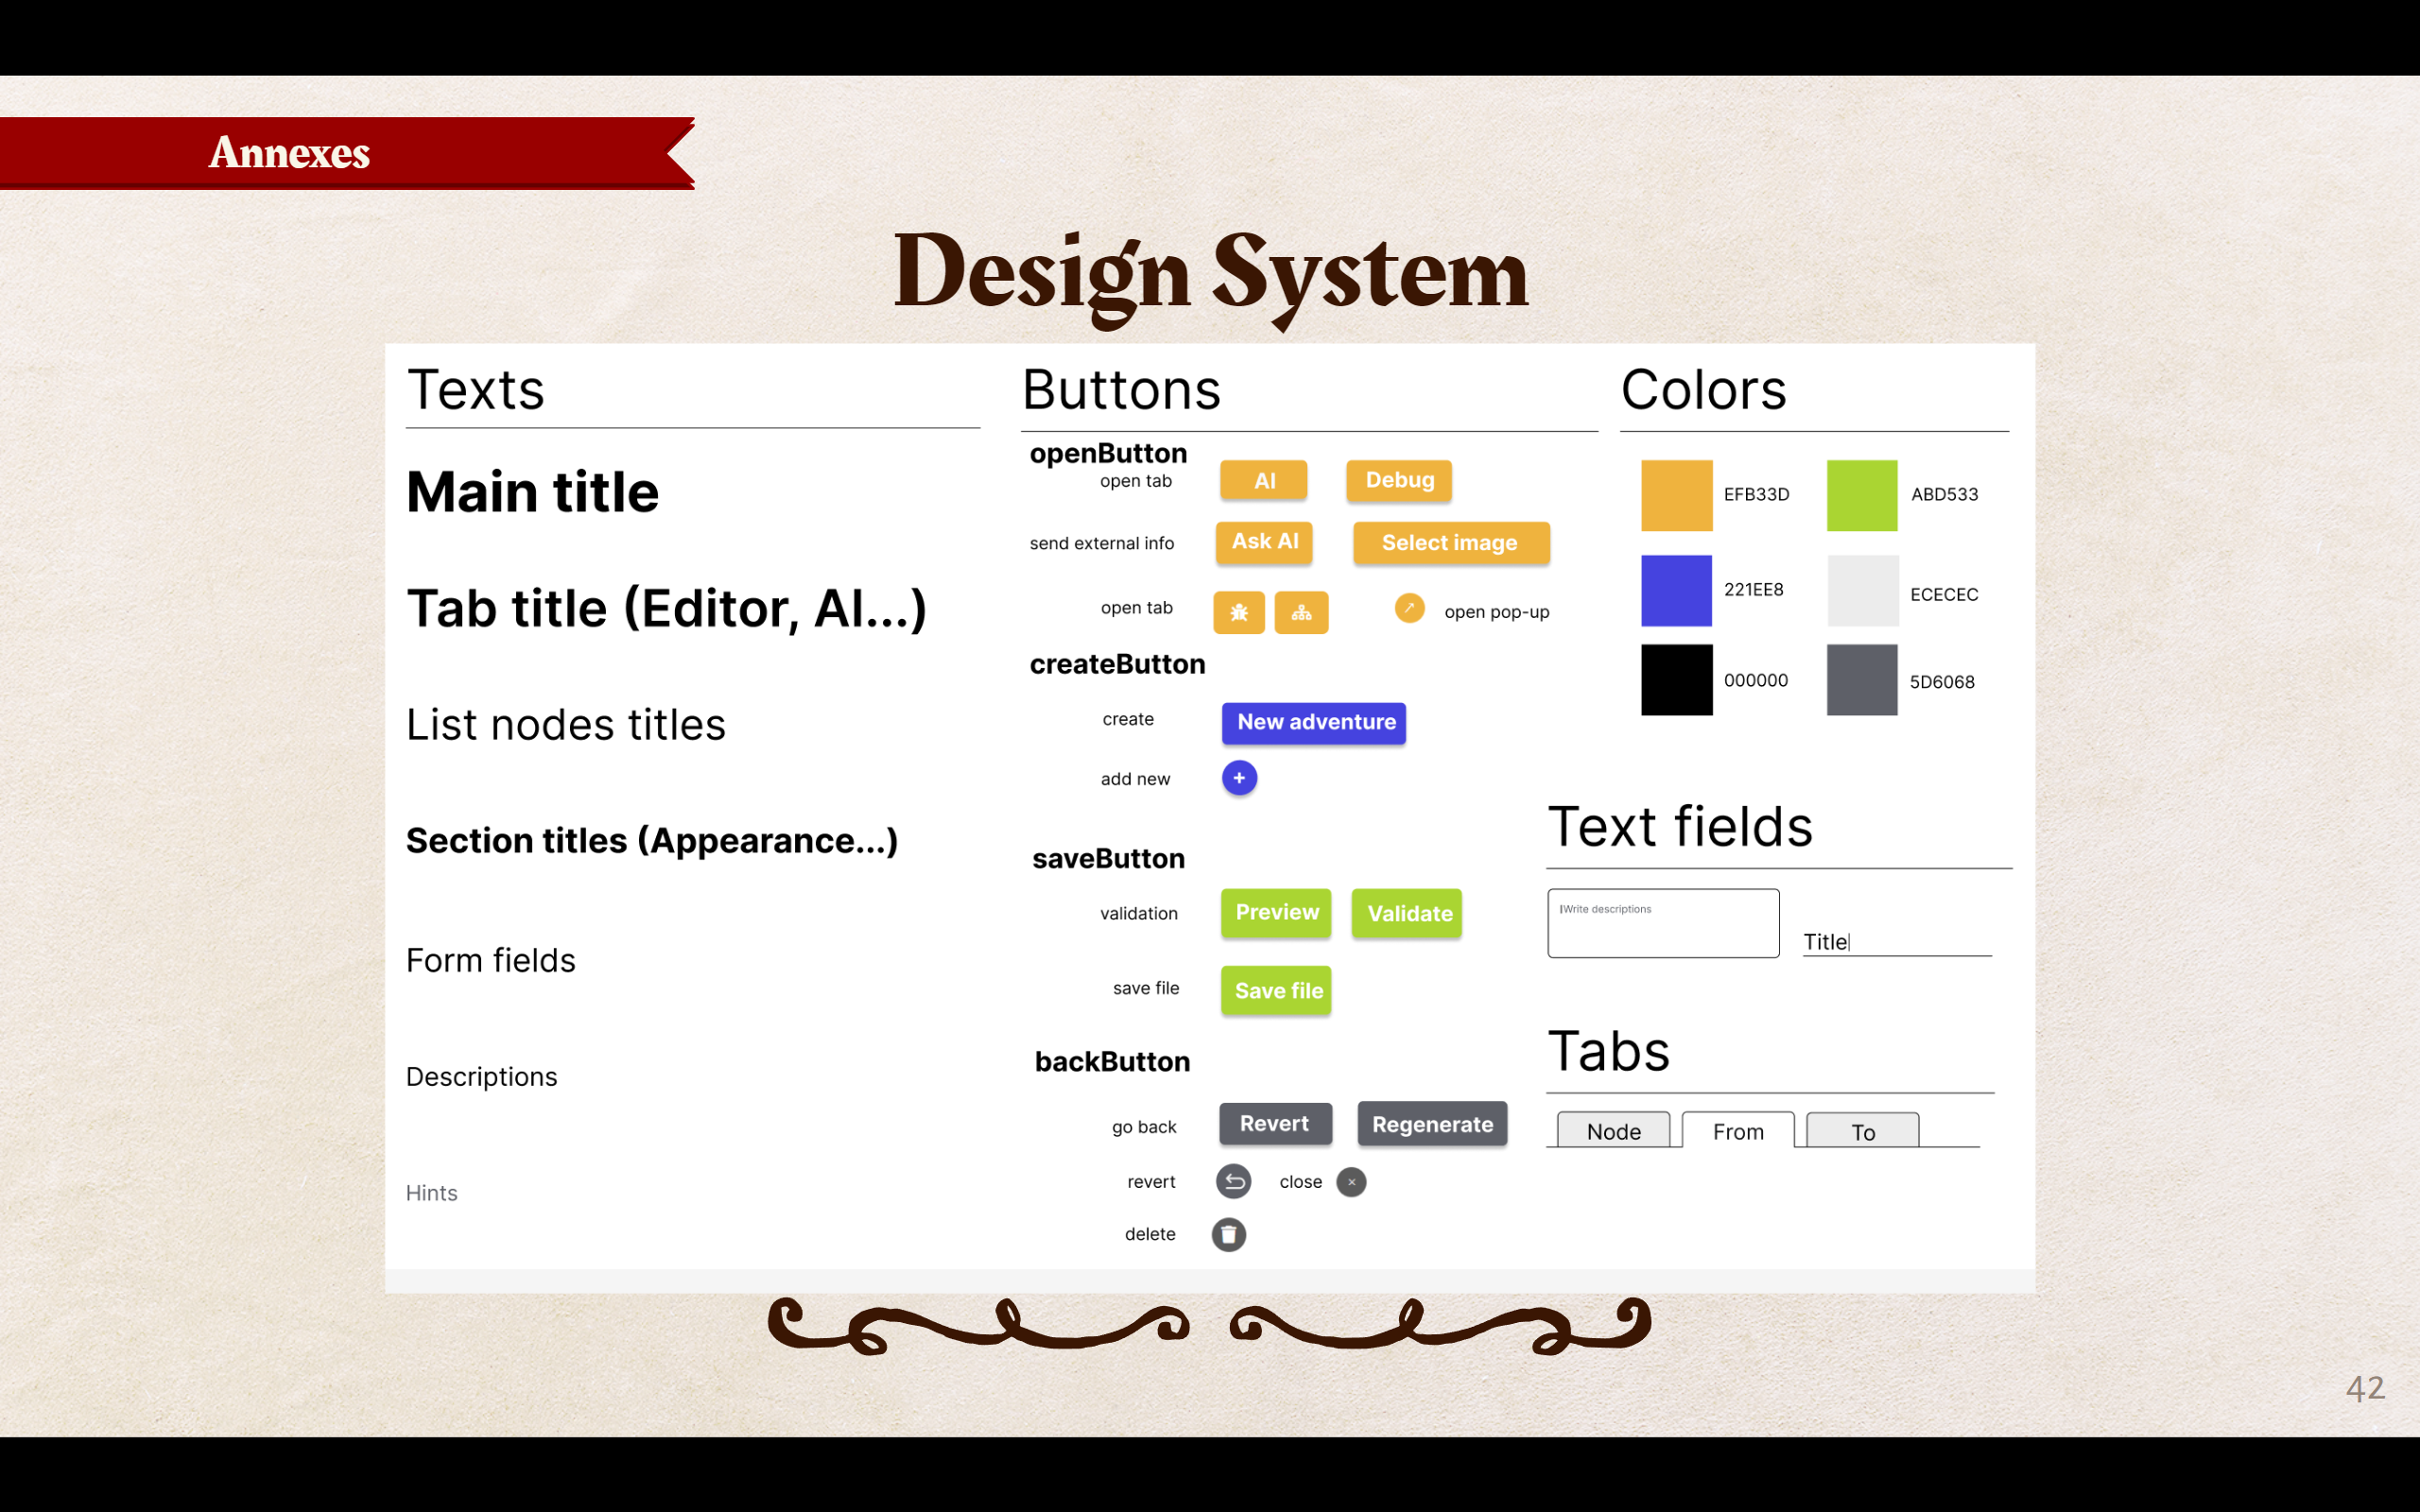 Annexes
Design System
Texts
Main title
Tab title (Editor, AI...)
List nodes titles
Section titles (Appearance...)
Form fields
Descriptions
Hints
Buttons
openButton
open tab
AI
Debug
send external info
Ask AI
Select image
open tab
open pop-up
createButton
create
New adventure
add new
+
saveButton
validation
Preview
Validate
save file
Save file
backButton
go back
Revert
Regenerate
revert
close
delete
Colors
EFB33D
ABD533
221EE8
ECECEC
000000
5D6068
Text fields
Write descriptions
Title
Tabs
Node
From
To
42